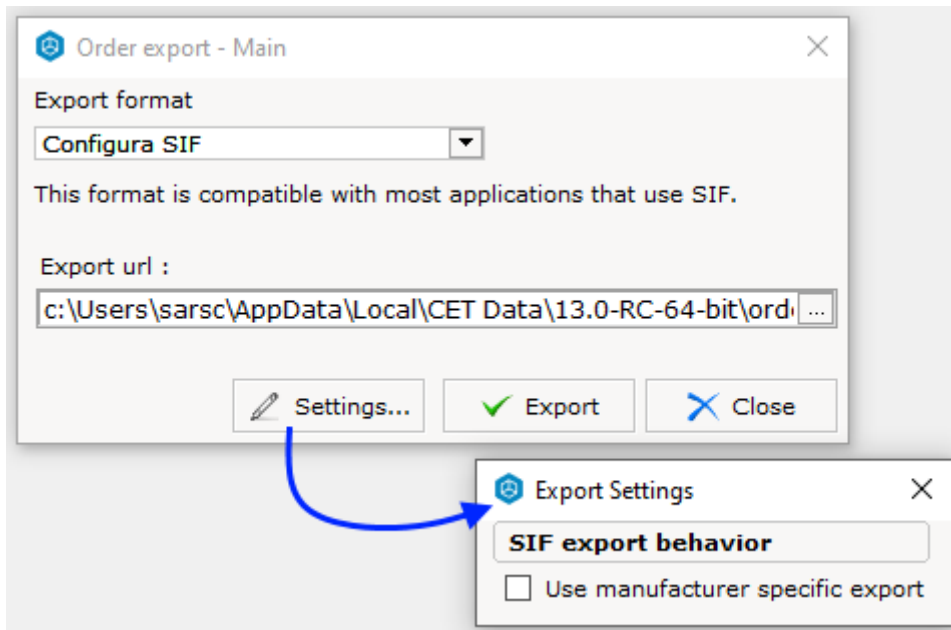 Order export - Main
Export format
Configura SIF
This format is compatible with most applications that use SIF.
Export url :
c:\Users\sarsc\AppData\Local\CET Data\13.0-RC-64-bit\ord
...
Settings...
Export
Close
Export Settings
SIF export behavior
Use manufacturer specific export